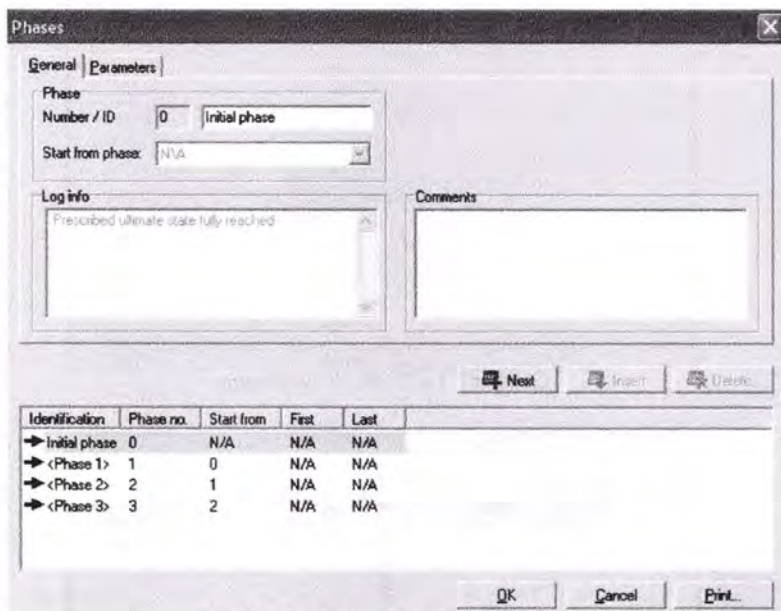 Phases
General Parameters
Phase
Number / ID 0 Initial phase
Start from phase: N\A
Log info
Prescribed ultimate state fully reached
Comments
Next Insert Delete...
Identification Phase no. Start from First Last
Initial phase 0 N/A N/A N/A
<Phase 1> 1 0 N/A N/A
<Phase 2> 2 1 N/A N/A
<Phase 3> 3 2 N/A N/A
OK Cancel Print...